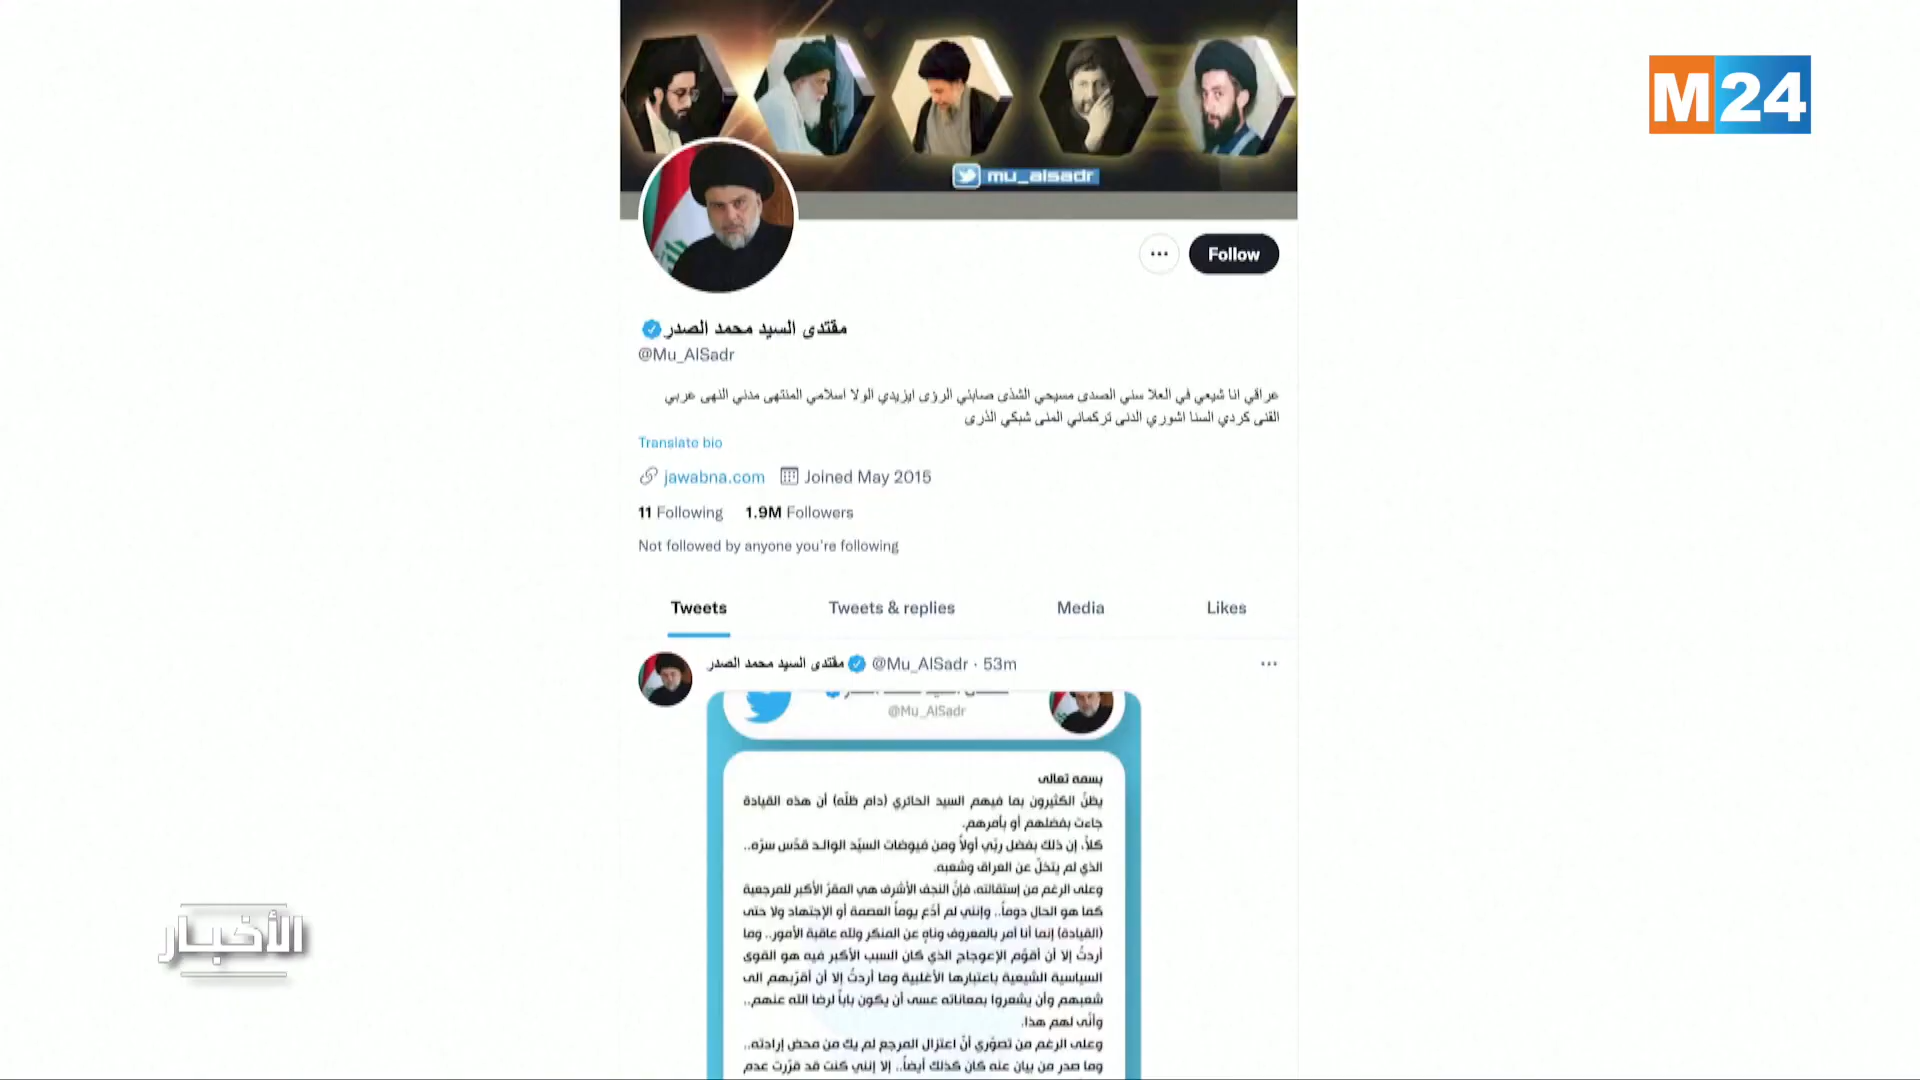 M24
mu_alsadr
Follow
مقتدى السيد محمد الصدر
@Mu_AlSadr
عراقي انا شيعي في العلا سني الصدى مسيحي الشذى صابئي الرؤى ايزيدي الولا اسلامي المنتهى مدني النهى عربي
القنى كردي السنا اشوري الدنى تركماني المنى شبكي الذرى
Translate bio
jawabna.com Joined May 2015
11 Following 1.9M Followers
Not followed by anyone you're following
Tweets Tweets & replies Media Likes
مقتدى السيد محمد الصدر @Mu_AlSadr · 53m
@Mu_AlSadr
بسمه تعالى
يظنّ الكثيرون بما فيهم السيد الحائري (دام ظلّه) أن هذه القيادة
جاءت بفضلهم أو بأمرهم.
كلاّ، إن ذلك بفضل ربّي أولاً ومن فيوضات السيّد الوالد قدّس سرّه..
الذي لم يتخلّ عن العراق وشعبه.
وعلى الرغم من إستقالته، فإنّ النجف الأشرف هي المقرّ الأكبر للمرجعية
كما هو الحال دوماً.. وإنني لم أدّع يوماً العصمة أو الإجتهاد ولا حتى
(القيادة) إنما أنا آمر بالمعروف وناهٍ عن المنكر ولله عاقبة الأمور.. وما
أردتُ إلا أن أقوّم الإعوجاج الذي كان السبب الأكبر فيه هو القوى
السياسية الشيعية باعتبارها الأغلبية وما أردتُ إلا أن أقرّبهم الى
شعبهم وأن يشعروا بمعاناته عسى أن يكون باباً لرضا الله عنهم..
وأنّى لهم هذا.
وعلى الرغم من تصوّري أنّ اعتزال المرجع لم يك من محض إرادته..
وما صدر من بيان عنه كان كذلك أيضاً.. إلا إنني كنت قد قرّرت عدم
الأخبار